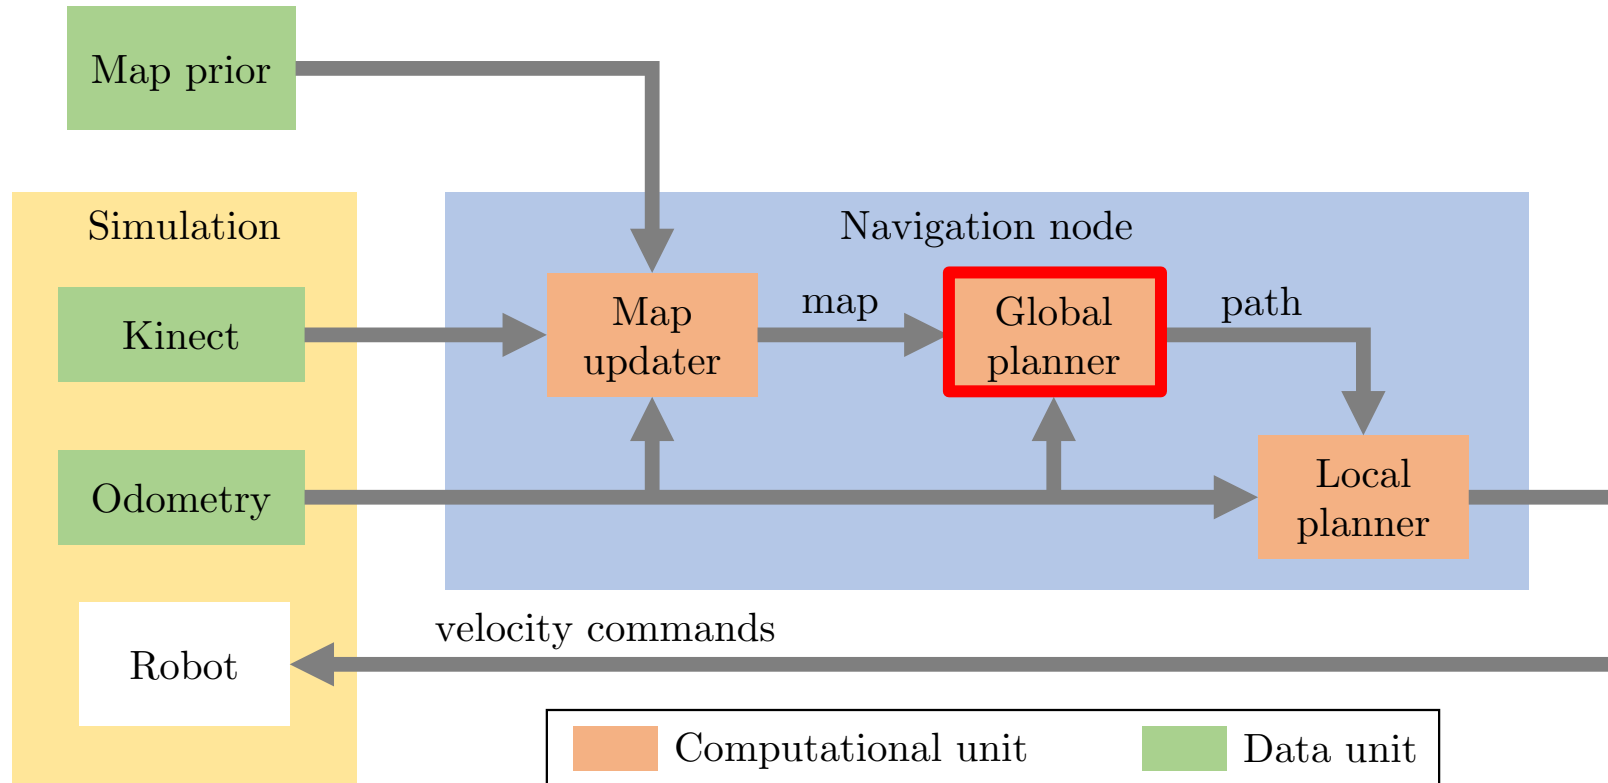 Map prior
Simulation
Navigation node
Kinect
Map
updater
map
Global
planner
path
Odometry
Local
planner
velocity commands
Robot
Computational unit
Data unit